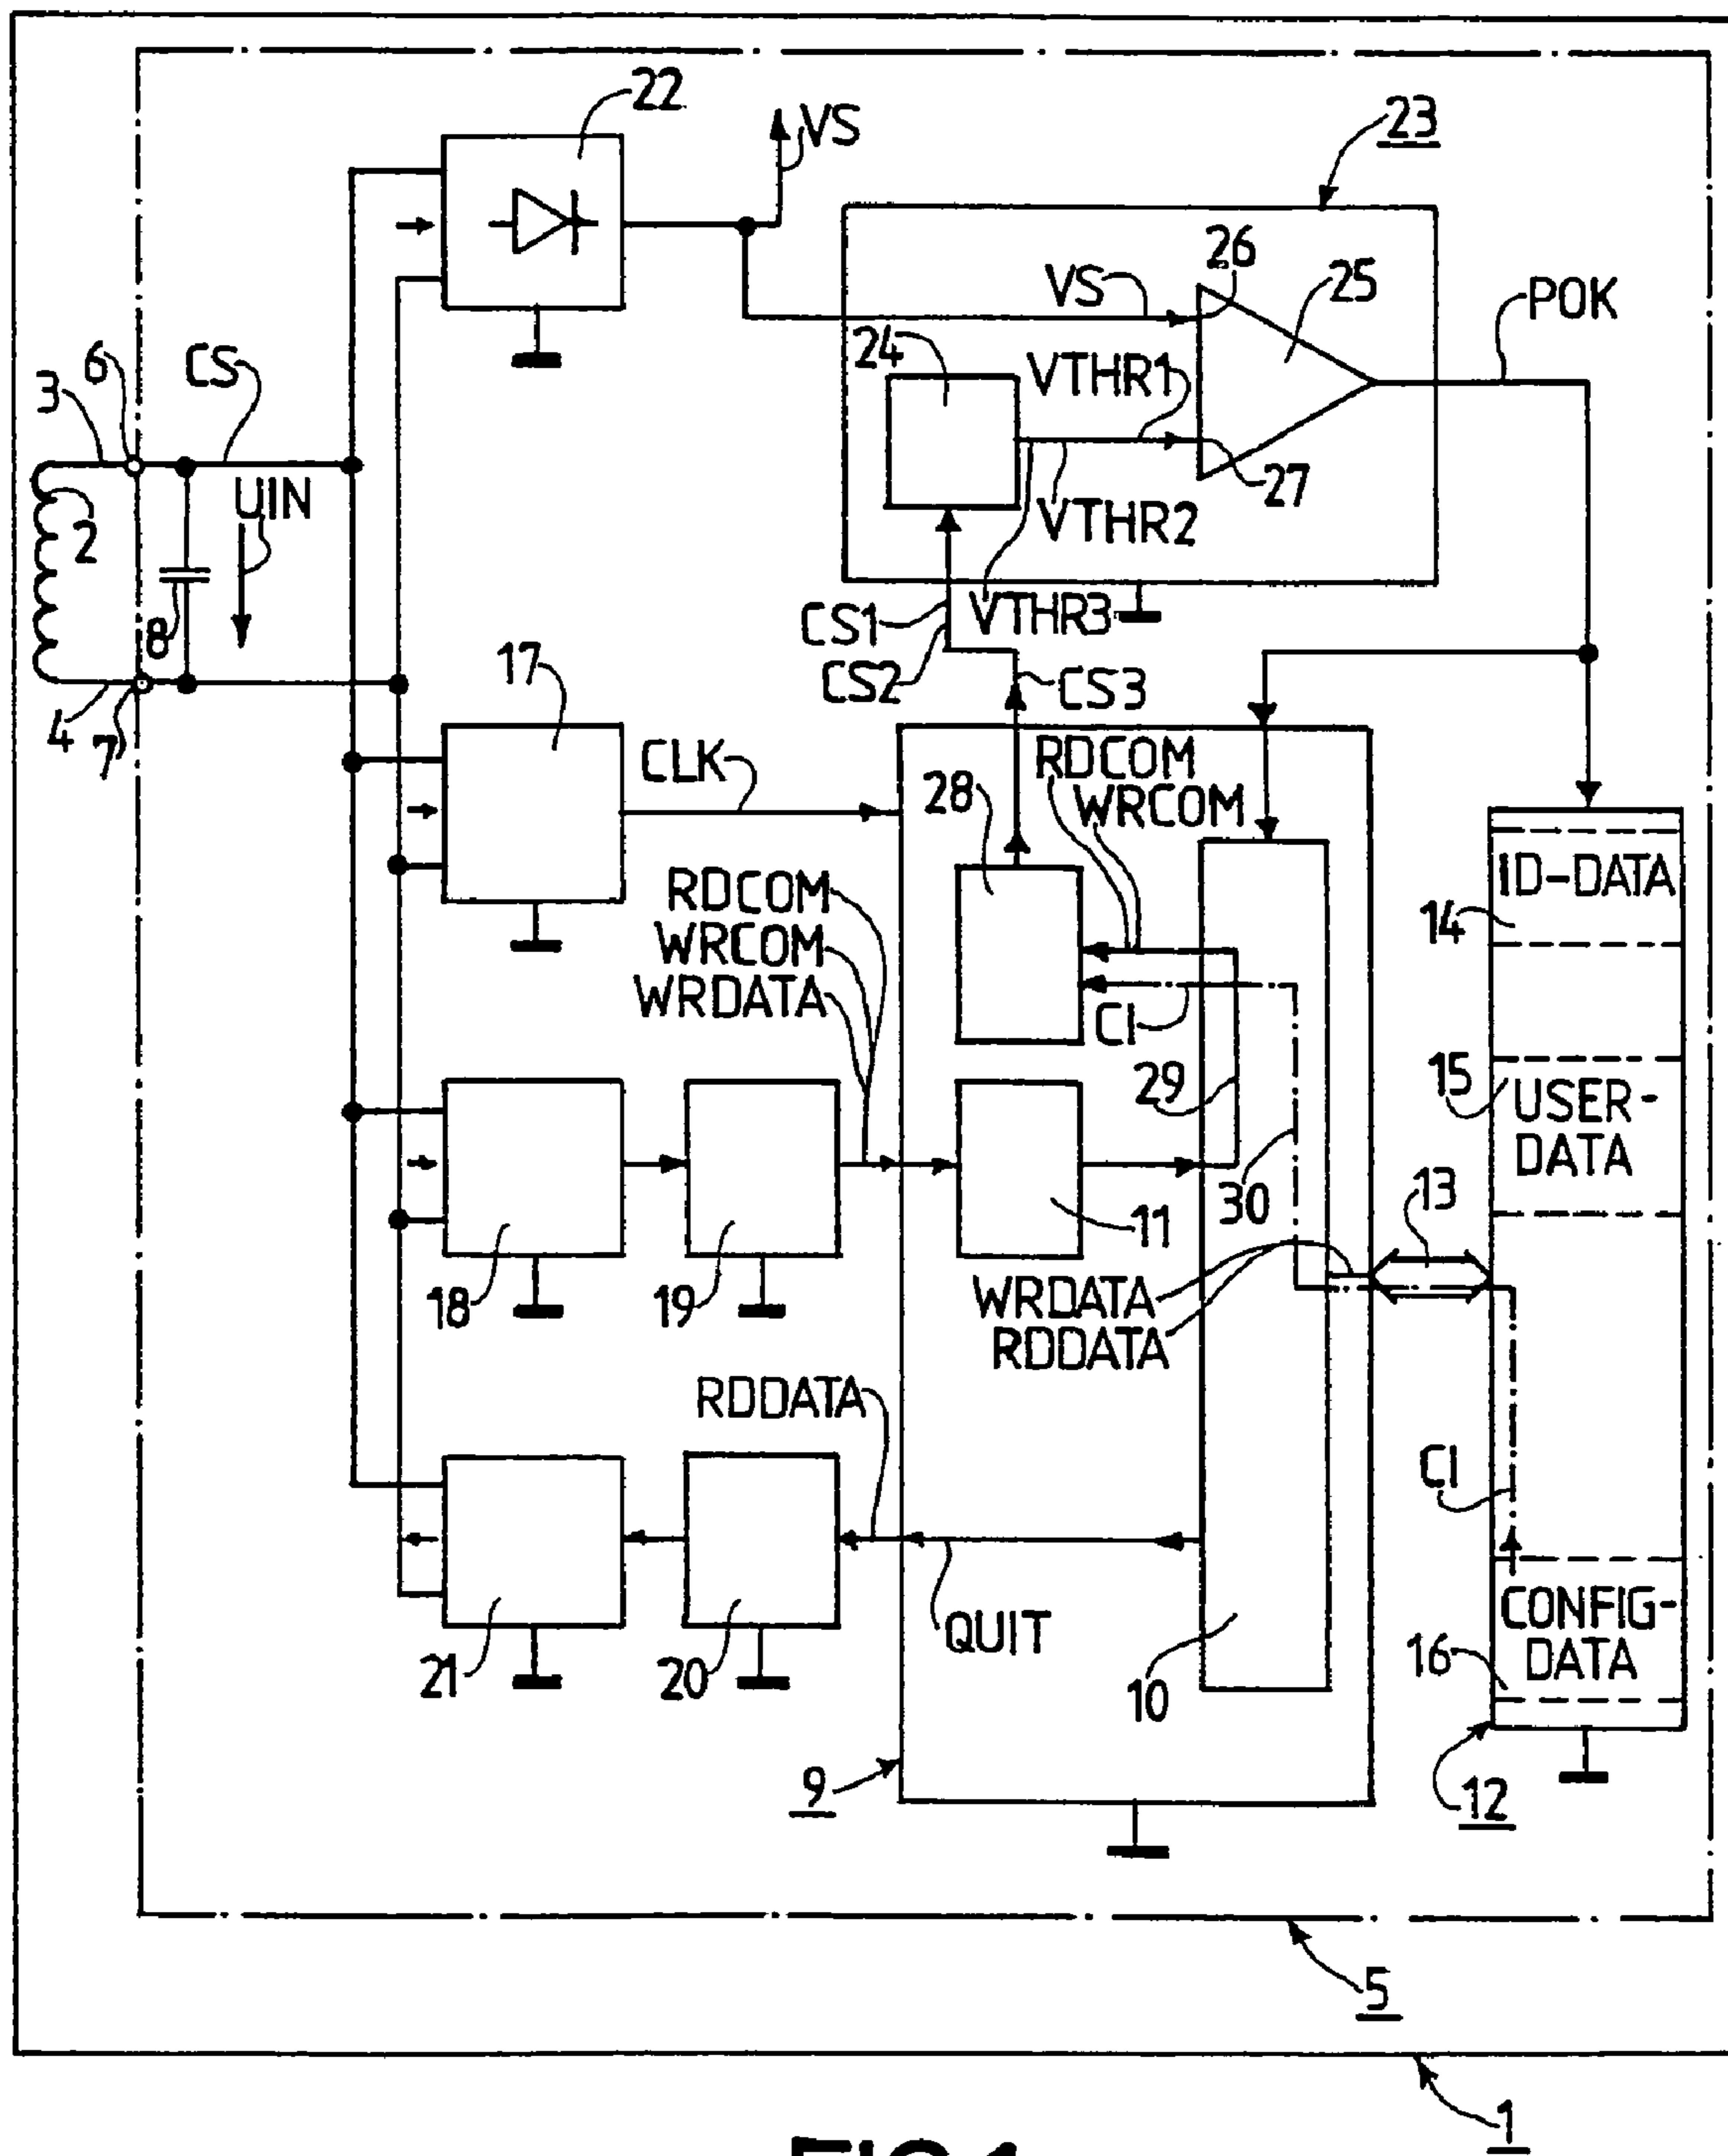 22
VS
23
VS
26
25
POK
24
VTHR1
27
VTHR2
VTHR3
CS1
CS2
CS3
3
6
CS
2
UIN
8
4
7
17
CLK
28
RDCOM
WRCOM
RDCOM
WRCOM
WRDATA
CI
29
30
ID-DATA
14
15
USER-
DATA
13
18
19
11
WRDATA
RDDATA
RDDATA
CI
QUIT
21
20
10
CONFIG-
DATA
16
9
12
5
1
FIG.1